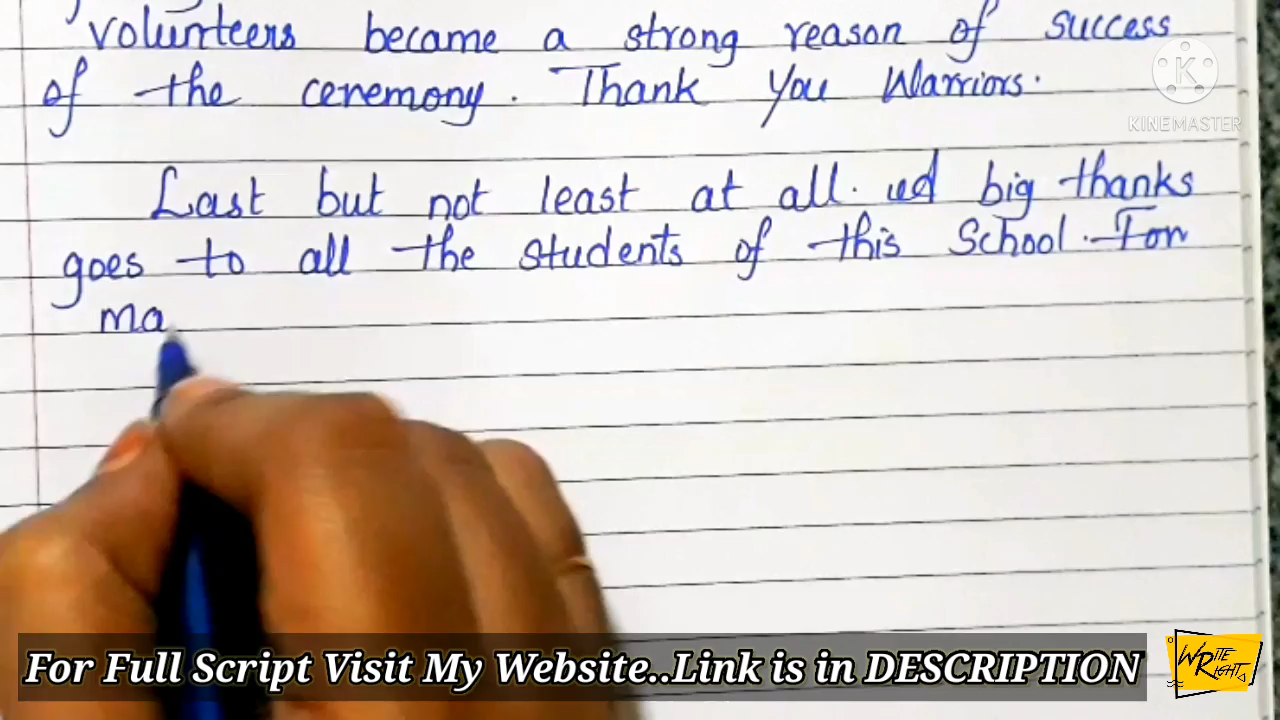 volunteers became a strong reason of success
of the ceremony. Thank You Warriors.
K
KINEMASTER
Last but not least at all. big thanks
goes to all the students of this School. For
ma
For Full Script Visit My Website..Link is in DESCRIPTION
WRITE
RIGHT